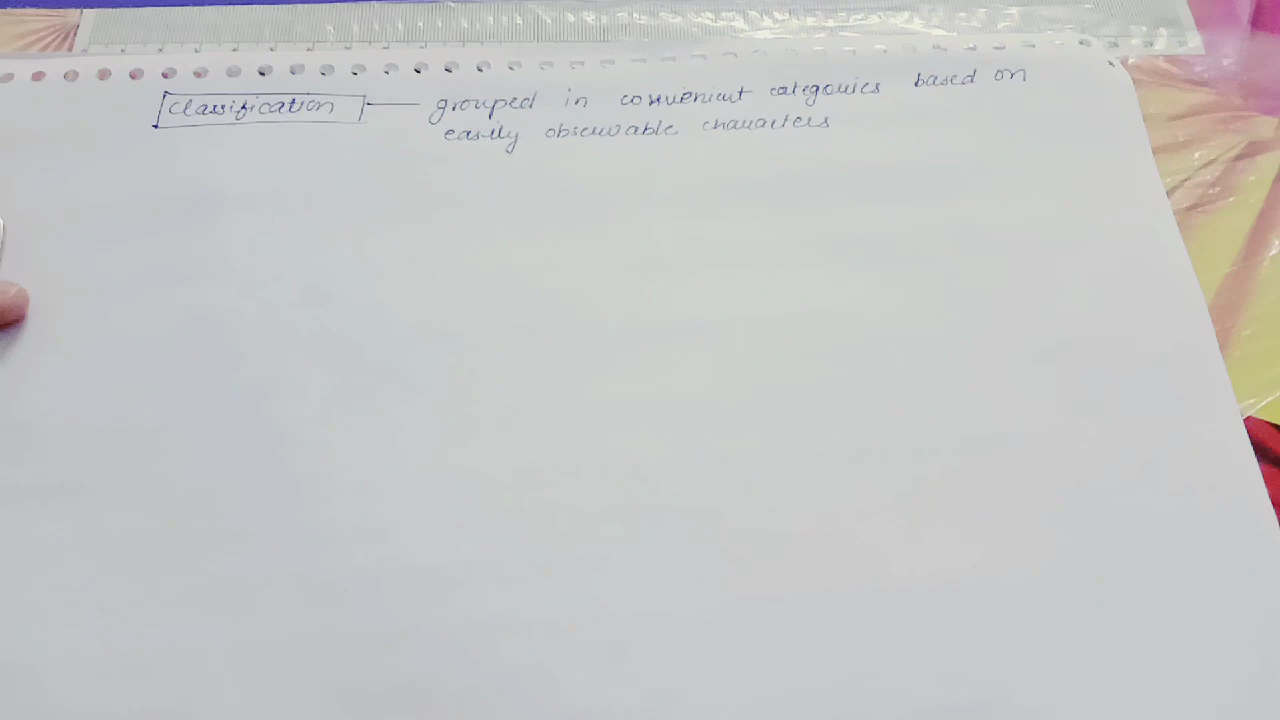 classification — grouped in convenient categories based on
easily observable characters